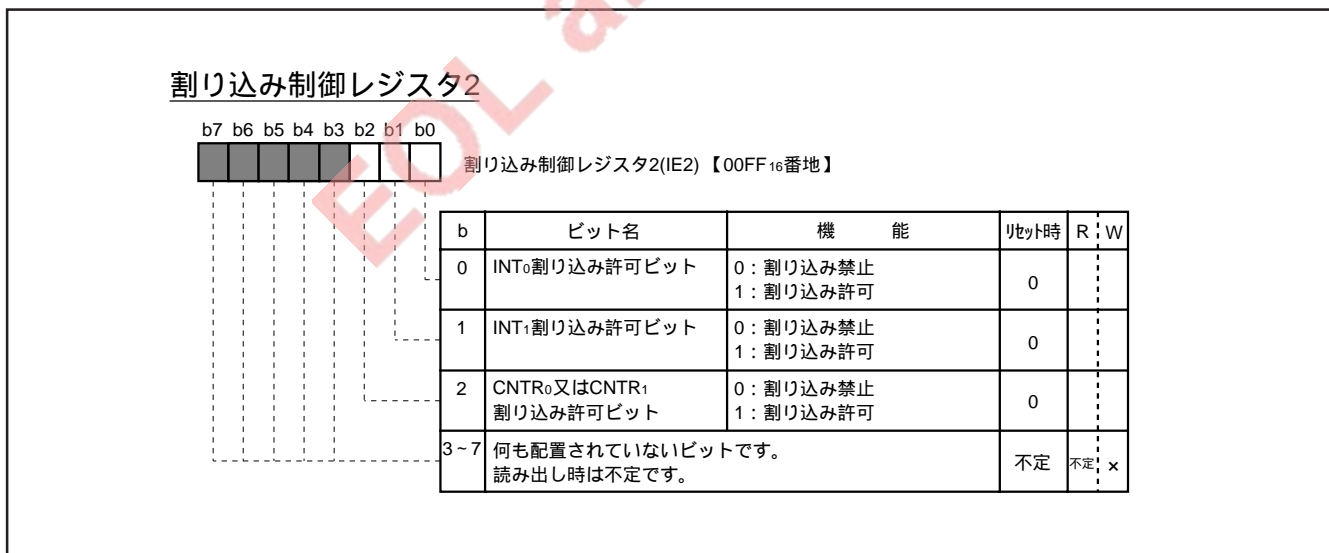 EOL a
割り込み制御レジスタ2
b7 b6 b5 b4 b3 b2 b1 b0
割り込み制御レジスタ2(IE2)【00FF16番地】
b ビット名 機 能 リセット時 R W
0 INT0割り込み許可ビット 0:割り込み禁止 0
1:割り込み許可
1 INT1割り込み許可ビット 0:割り込み禁止 0
1:割り込み許可
2 CNTR0又はCNTR1 0:割り込み禁止 0
割り込み許可ビット 1:割り込み許可
3~7 何も配置されていないビットです。 不定 不定 ×
読み出し時は不定です。